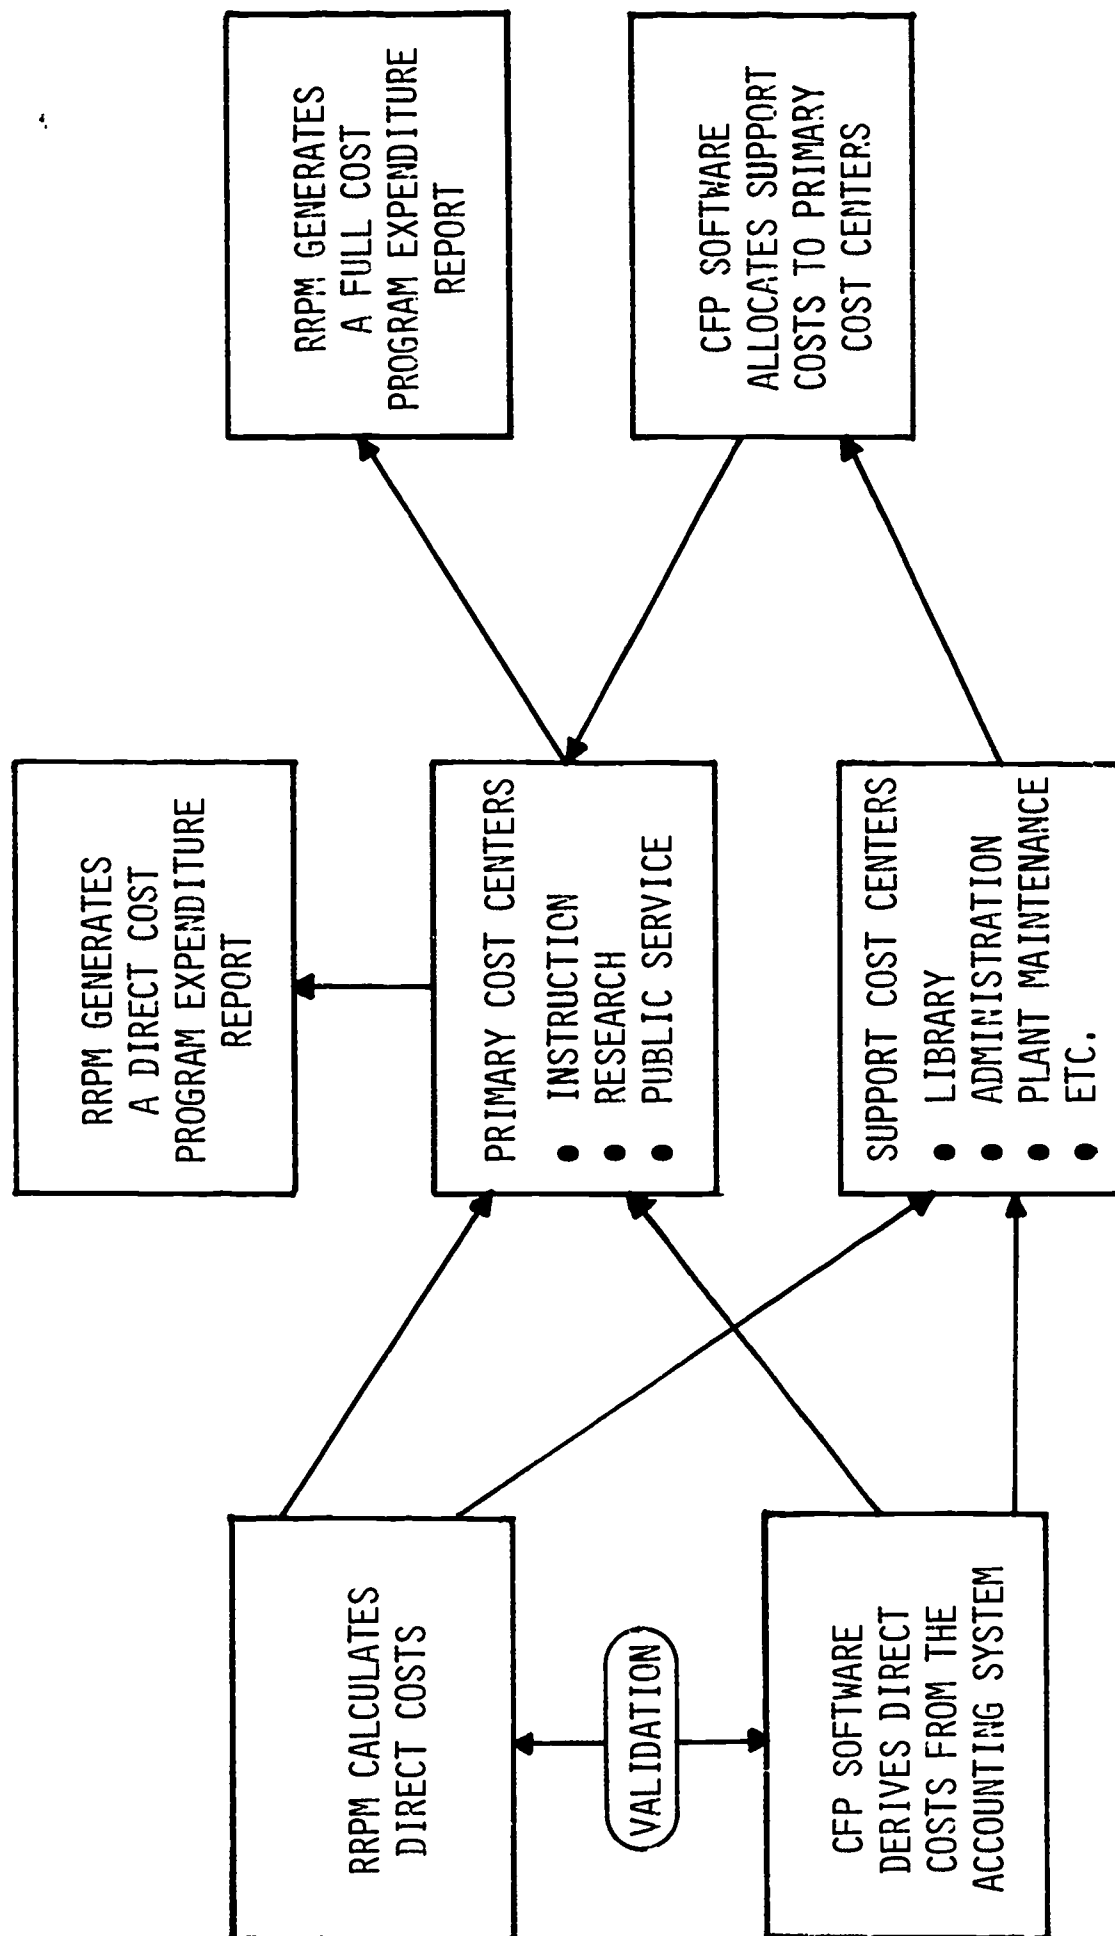 RRPM CALCULATES
DIRECT COSTS
VALIDATION
CFP SOFTWARE
DERIVES DIRECT
COSTS FROM THE
ACCOUNTING SYSTEM
RRPM GENERATES
A DIRECT COST
PROGRAM EXPENDITURE
REPORT
PRIMARY COST CENTERS
● INSTRUCTION
● RESEARCH
● PUBLIC SERVICE
SUPPORT COST CENTERS
● LIBRARY
● ADMINISTRATION
● PLANT MAINTENANCE
● ETC.
RRPM GENERATES
A FULL COST
PROGRAM EXPENDITURE
REPORT
CFP SOFTWARE
ALLOCATES SUPPORT
COSTS TO PRIMARY
COST CENTERS